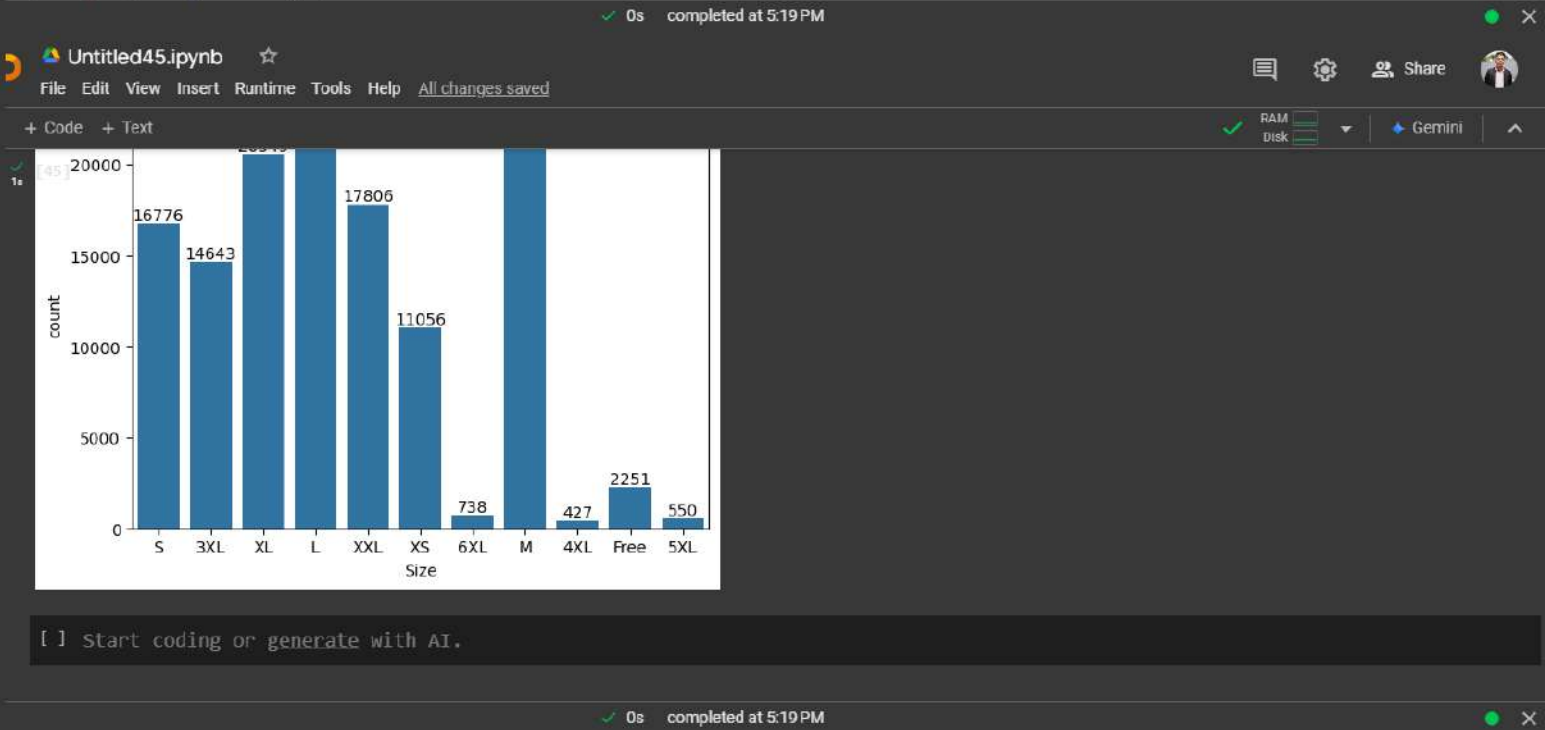 0s completed at 5:19 PM
Untitled45.ipynb
File Edit View Insert Runtime Tools Help All changes saved
Share
+ Code + Text
RAM
Disk
Gemini
[45]
1s
20000
17806
16776
15000
14643
11056
count
10000
5000
2251
738
427
550
0
S 3XL XL L XXL XS 6XL M 4XL Free 5XL
Size
[ ] Start coding or generate with AI.
0s completed at 5:19 PM